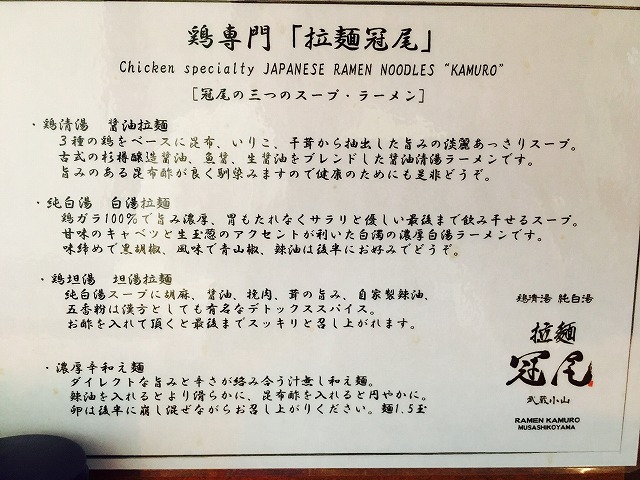 鶏専門「拉麺冠尾」
Chicken specialty JAPANESE RAMEN NOODLES "KAMURO"
[冠尾の三つのスープ・ラーメン]
・鶏清湯 醤油拉麺
3種の鶏をベースに昆布、いりこ、干茸から抽出した旨みの淡麗あっさりスープ。
古式の杉樽醸造醤油、魚醤、生醤油をブレンドした醤油清湯ラーメンです。
旨みのある昆布酢が良く馴染みますので健康のためにも是非どうぞ。
・純白湯 白湯拉麺
鶏ガラ100%で旨み濃厚、胃もたれなくサラリと優しい最後まで飲み干せるスープ。
甘味のキャベツと生玉葱のアクセントが利いた白濁の濃厚白湯ラーメンです。
味締めで黒胡椒、風味で青山椒、辣油は後半にお好みでどうぞ。
・鶏坦湯 坦湯拉麺
純白湯スープに胡麻、醤油、挽肉、茸の旨み、自家製辣油、
五香粉は漢方としても有名なデトックススパイス。
お酢を入れて頂くと最後までスッキリと召し上がれます。
・濃厚辛和え麺
ダイレクトな旨みと辛さが絡み合う汁無し和え麺。
辣油を入れるとより滑らかに、昆布酢を入れると円やかに。
卵は後半に崩し混ぜながらお召し上がりください。麺1.5玉
鶏清湯 純白湯
拉麺
冠尾
武蔵小山
RAMEN KAMURO
MUSASHIKOYAMA